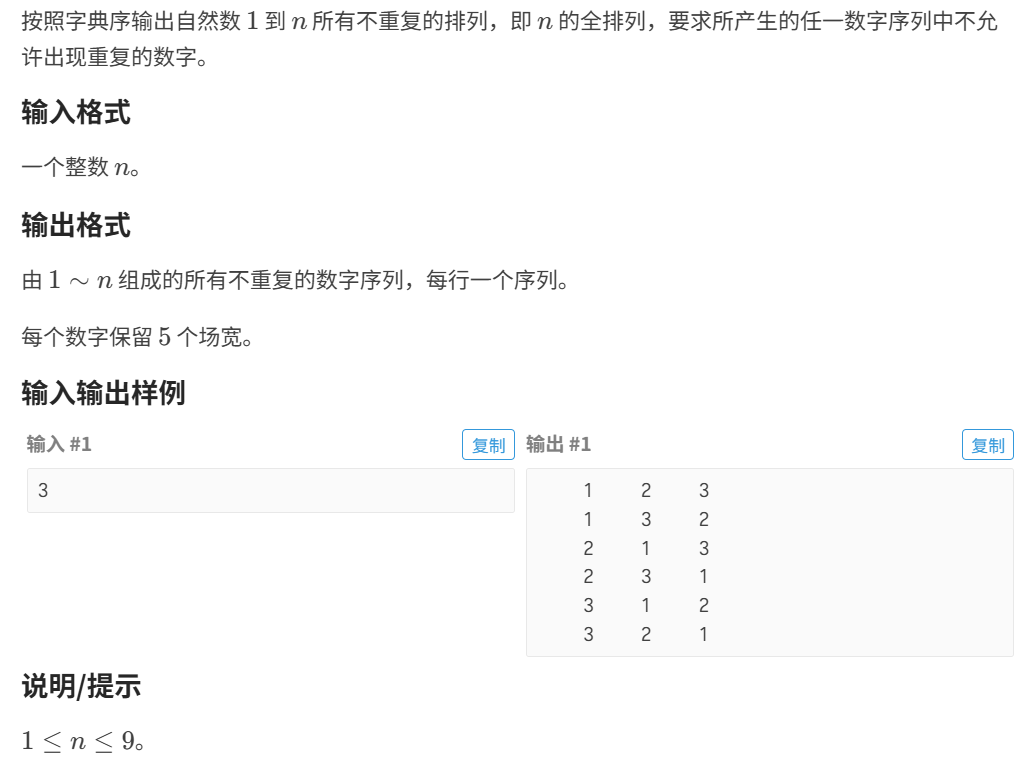 按照字典序输出自然数 1 到 n 所有不重复的排列，即 n 的全排列，要求所产生的任一数字序列中不允
许出现重复的数字。
输入格式
一个整数 n。
输出格式
由 1 ∼ n 组成的所有不重复的数字序列，每行一个序列。
每个数字保留 5 个场宽。
输入输出样例
输入 #1 复制 输出 #1 复制
3
1 2 3
1 3 2
2 1 3
2 3 1
3 1 2
3 2 1
说明/提示
1 ≤ n ≤ 9。